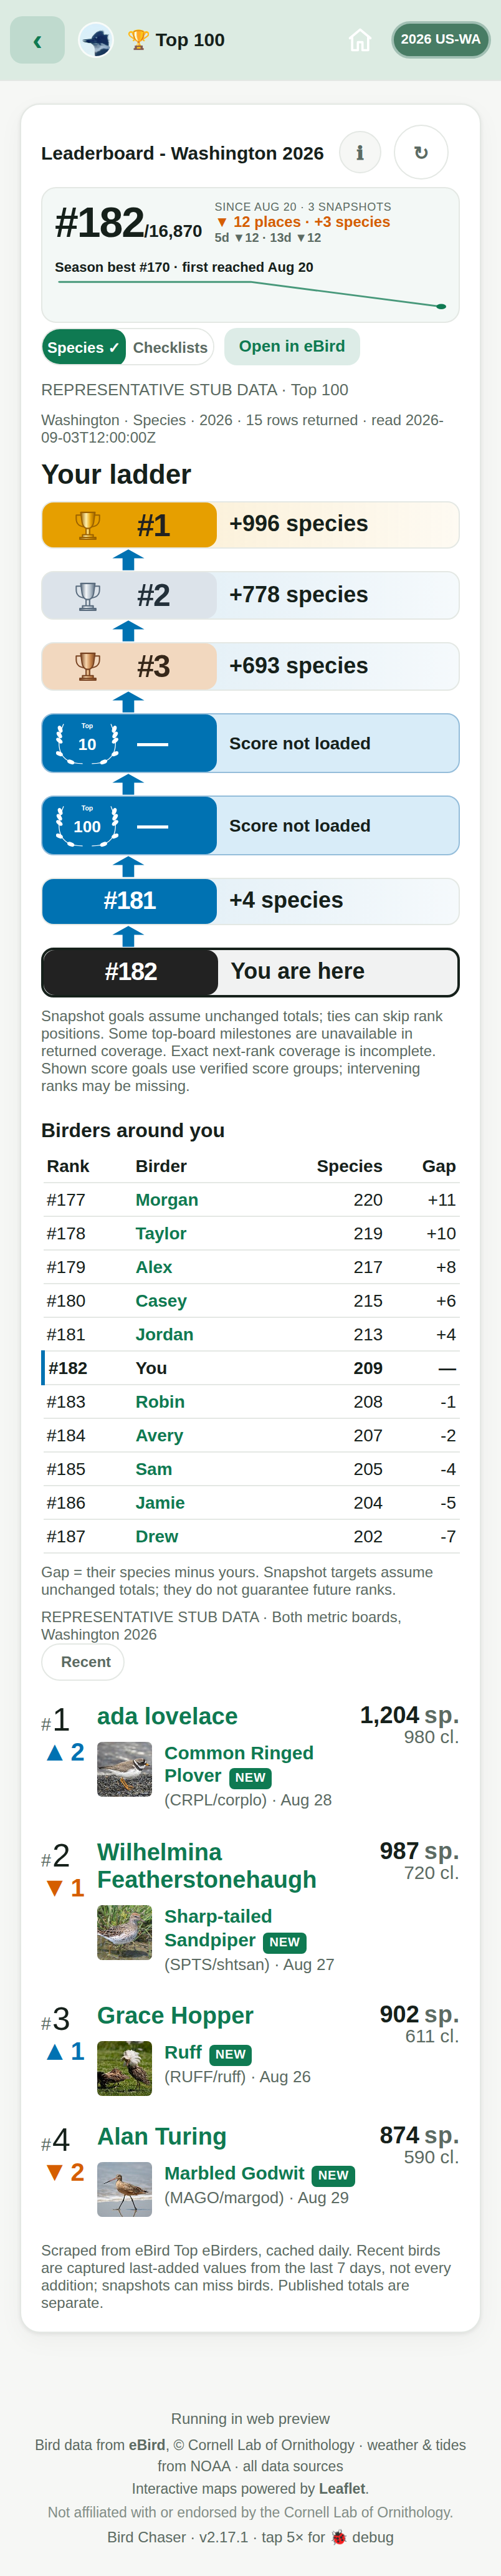 ‹ 🏆 Top 100 2026 US-WA
Leaderboard - Washington 2026 ℹ ↻
#182/16,870
SINCE AUG 20 · 3 SNAPSHOTS
▼ 12 places · +3 species
5d ▼12 · 13d ▼12
Season best #170 · first reached Aug 20
Species ✓ Checklists Open in eBird
REPRESENTATIVE STUB DATA · Top 100
Washington · Species · 2026 · 15 rows returned · read 2026-
09-03T12:00:00Z
Your ladder
#1 +996 species
#2 +778 species
#3 +693 species
Top
10 — Score not loaded
Top
100 — Score not loaded
#181 +4 species
#182 You are here
Snapshot goals assume unchanged totals; ties can skip rank
positions. Some top-board milestones are unavailable in
returned coverage. Exact next-rank coverage is incomplete.
Shown score goals use verified score groups; intervening
ranks may be missing.
Birders around you
Rank Birder Species Gap
#177 Morgan 220 +11
#178 Taylor 219 +10
#179 Alex 217 +8
#180 Casey 215 +6
#181 Jordan 213 +4
#182 You 209 —
#183 Robin 208 -1
#184 Avery 207 -2
#185 Sam 205 -4
#186 Jamie 204 -5
#187 Drew 202 -7
Gap = their species minus yours. Snapshot targets assume
unchanged totals; they do not guarantee future ranks.
REPRESENTATIVE STUB DATA · Both metric boards,
Washington 2026
Recent
#1 ada lovelace 1,204 sp.
▲ 2 980 cl.
Common Ringed
Plover NEW
(CRPL/corplo) · Aug 28
#2 Wilhelmina 987 sp.
▼ 1 Featherstonehaugh 720 cl.
Sharp-tailed
Sandpiper NEW
(SPTS/shtsan) · Aug 27
#3 Grace Hopper 902 sp.
▲ 1 611 cl.
Ruff NEW
(RUFF/ruff) · Aug 26
#4 Alan Turing 874 sp.
▼ 2 590 cl.
Marbled Godwit NEW
(MAGO/margod) · Aug 29
Scraped from eBird Top eBirders, cached daily. Recent birds
are captured last-added values from the last 7 days, not every
addition; snapshots can miss birds. Published totals are
separate.
Running in web preview
Bird data from eBird, © Cornell Lab of Ornithology · weather & tides
from NOAA · all data sources
Interactive maps powered by Leaflet.
Not affiliated with or endorsed by the Cornell Lab of Ornithology.
Bird Chaser · v2.17.1 · tap 5× for 🐞 debug